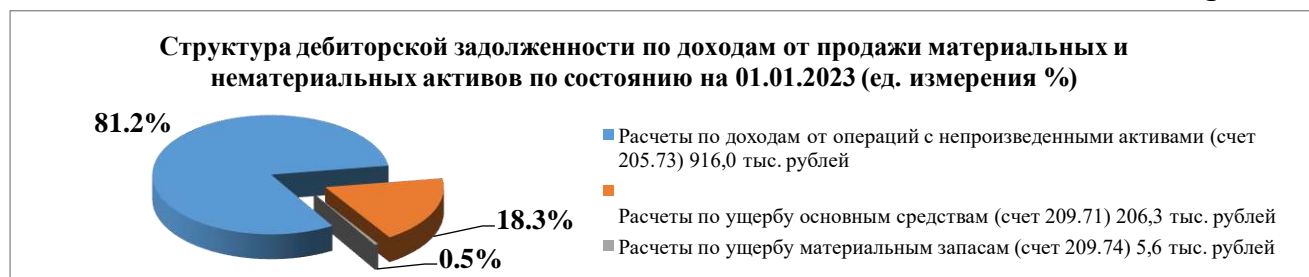 Структура дебиторской задолженности по доходам от продажи материальных и
нематериальных активов по состоянию на 01.01.2023 (ед. измерения %)
81.2%
Расчеты по доходам от операций с непроизведенными активами (счет
205.73) 916,0 тыс. рублей
Расчеты по ущербу основным средствам (счет 209.71) 206,3 тыс. рублей
18.3%
Расчеты по ущербу материальным запасам (счет 209.74) 5,6 тыс. рублей
0.5%